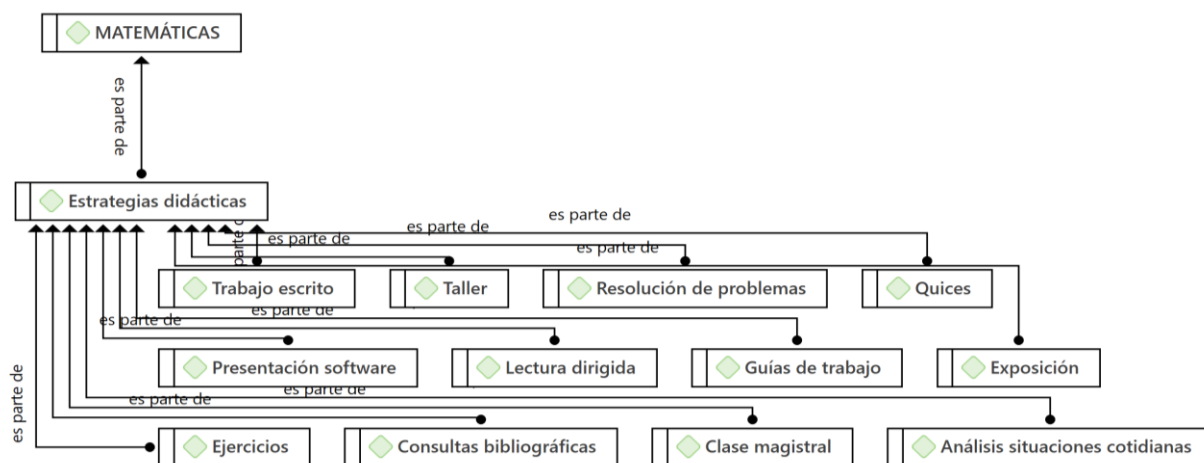 MATEMÁTICAS
es parte de
Estrategias didácticas
es parte de
es parte de
es parte de
es parte de
parte
Trabajo escrito
Taller
Resolución de problemas
Quices
es parte de
es parte de
Presentación software
Lectura dirigida
Guías de trabajo
Exposición
es parte de
es parte de
es parte de
Ejercicios
Consultas bibliográficas
Clase magistral
Análisis situaciones cotidianas